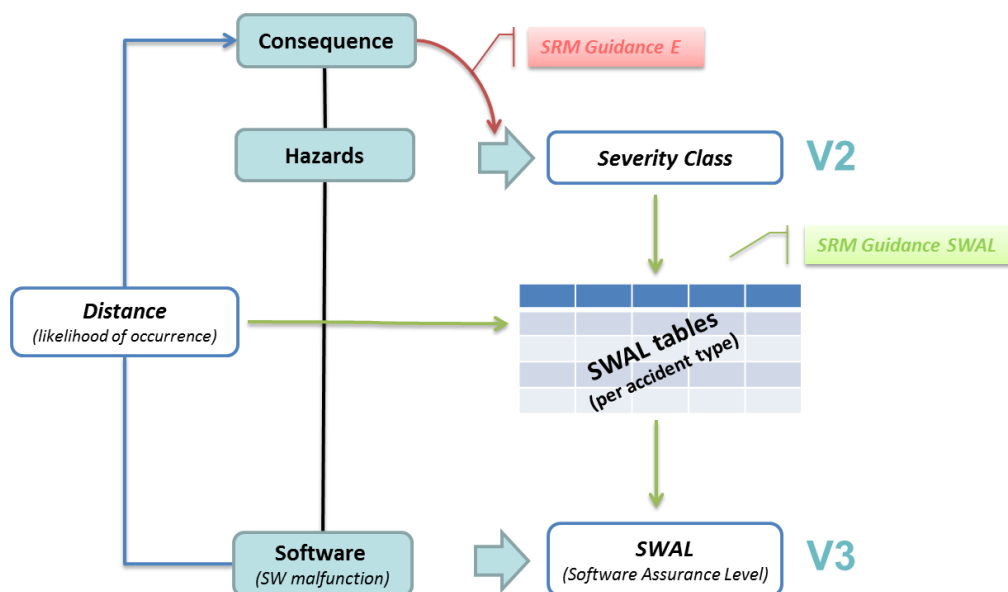 Consequence
SRM Guidance E
Hazards
Severity Class
V2
SRM Guidance SWAL
Distance
(likelihood of occurrence)
SWAL tables
(per accident type)
Software
(SW malfunction)
SWAL
(Software Assurance Level)
V3